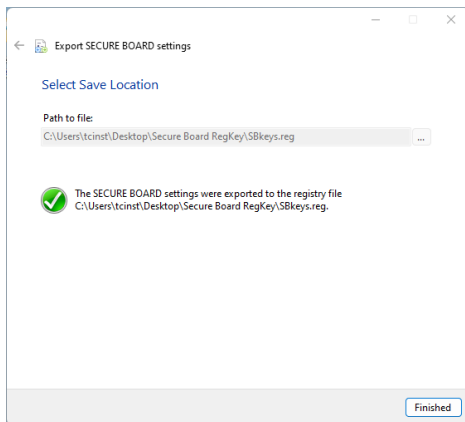 Export SECURE BOARD settings
Select Save Location
Path to file:
C:\Users\tcinst\Desktop\Secure Board RegKey\SBkeys.reg
...
The SECURE BOARD settings were exported to the registry file
C:\Users\tcinst\Desktop\Secure Board RegKey\SBkeys.reg.
Finished